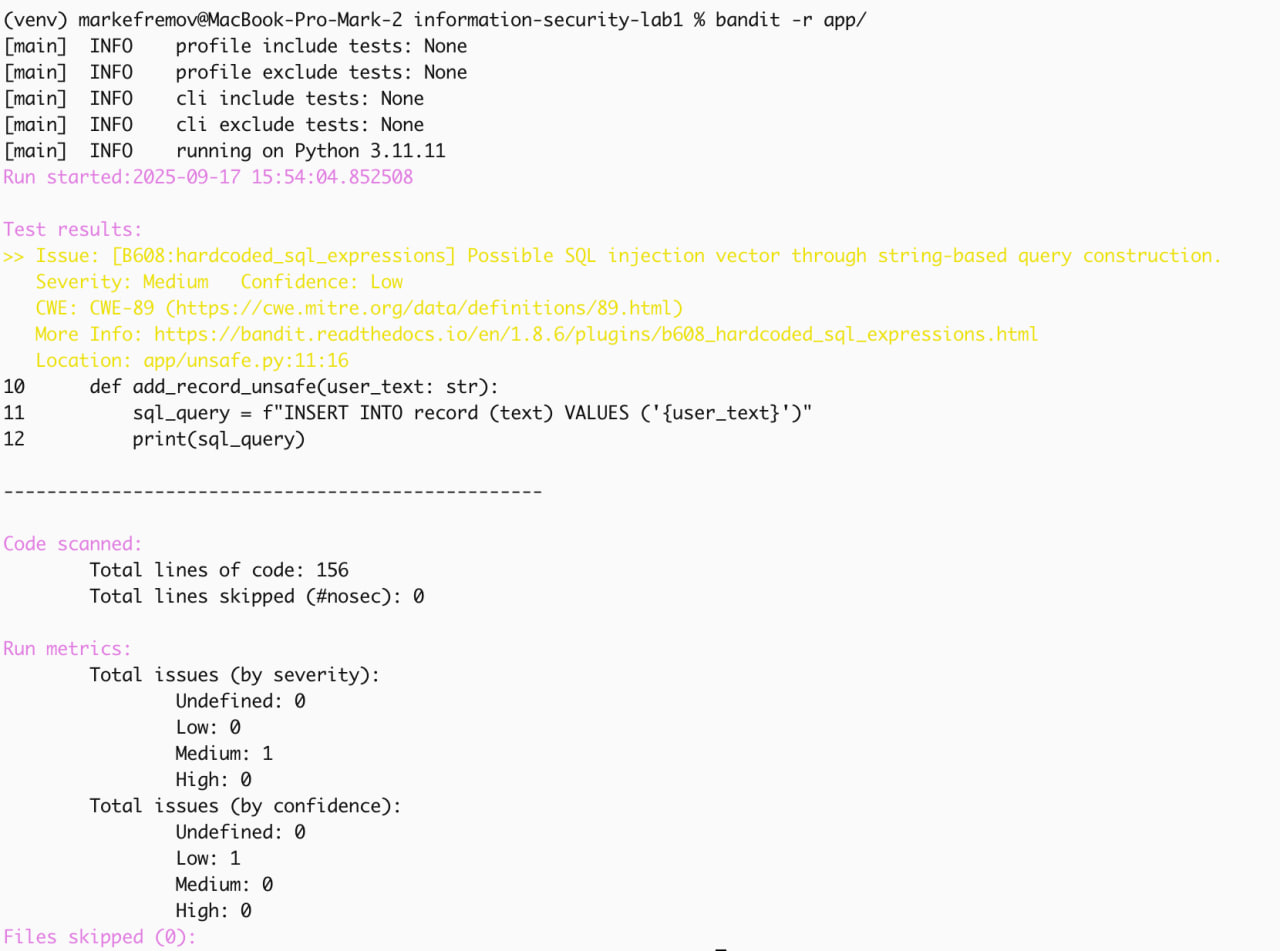 (venv) markefremov@MacBook-Pro-Mark-2 information-security-lab1 % bandit -r app/
[main]  INFO    profile include tests: None
[main]  INFO    profile exclude tests: None
[main]  INFO    cli include tests: None
[main]  INFO    cli exclude tests: None
[main]  INFO    running on Python 3.11.11
Run started:2025-09-17 15:54:04.852508

Test results:
>> Issue: [B608:hardcoded_sql_expressions] Possible SQL injection vector through string-based query construction.
   Severity: Medium   Confidence: Low
   CWE: CWE-89 (https://cwe.mitre.org/data/definitions/89.html)
   More Info: https://bandit.readthedocs.io/en/1.8.6/plugins/b608_hardcoded_sql_expressions.html
   Location: app/unsafe.py:11:16
10      def add_record_unsafe(user_text: str):
11          sql_query = f"INSERT INTO record (text) VALUES ('{user_text}')"
12          print(sql_query)

--------------------------------------------------

Code scanned:
        Total lines of code: 156
        Total lines skipped (#nosec): 0

Run metrics:
        Total issues (by severity):
                Undefined: 0
                Low: 0
                Medium: 1
                High: 0
        Total issues (by confidence):
                Undefined: 0
                Low: 1
                Medium: 0
                High: 0
Files skipped (0):